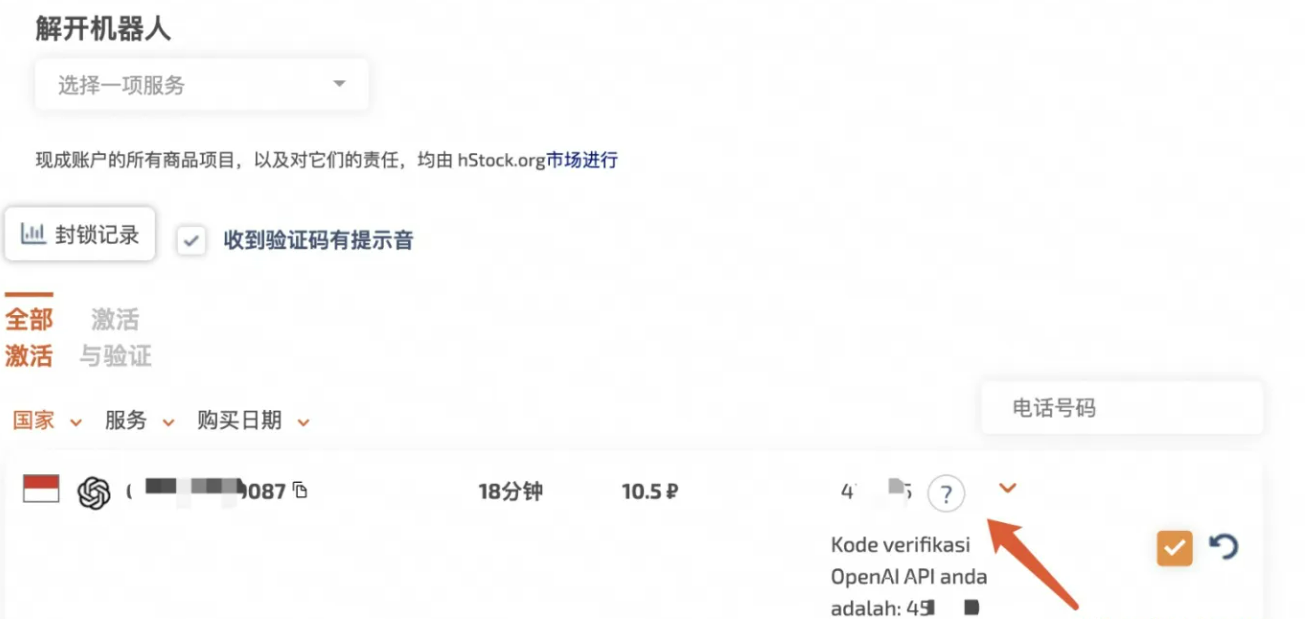 解开机器人
选择一项服务
现成账户的所有商品项目，以及对它们的责任，均由 hStock.org市场进行
封锁记录
收到验证码有提示音
全部 激活
激活 与验证
电话号码
国家 服务 购买日期
9087 18分钟 10.5 ₽ 4 5 ?
Kode verifikasi
OpenAI API anda
adalah: 45